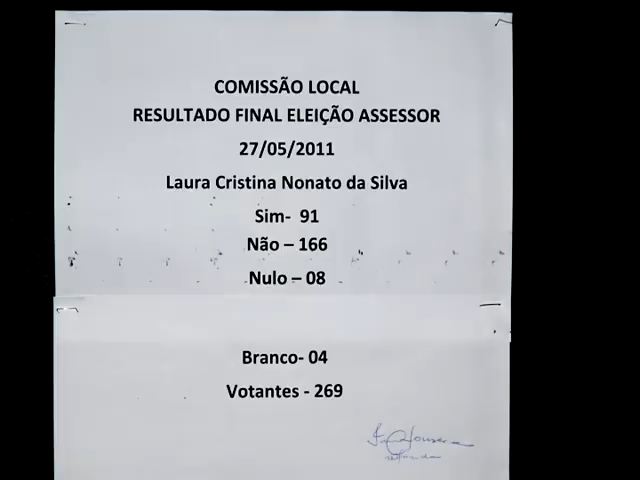 COMISSÃO LOCAL
RESULTADO FINAL ELEIÇÃO ASSESSOR
27/05/2011
Laura Cristina Nonato da Silva
Sim- 91
Não – 166
Nulo – 08
Branco- 04
Votantes - 269